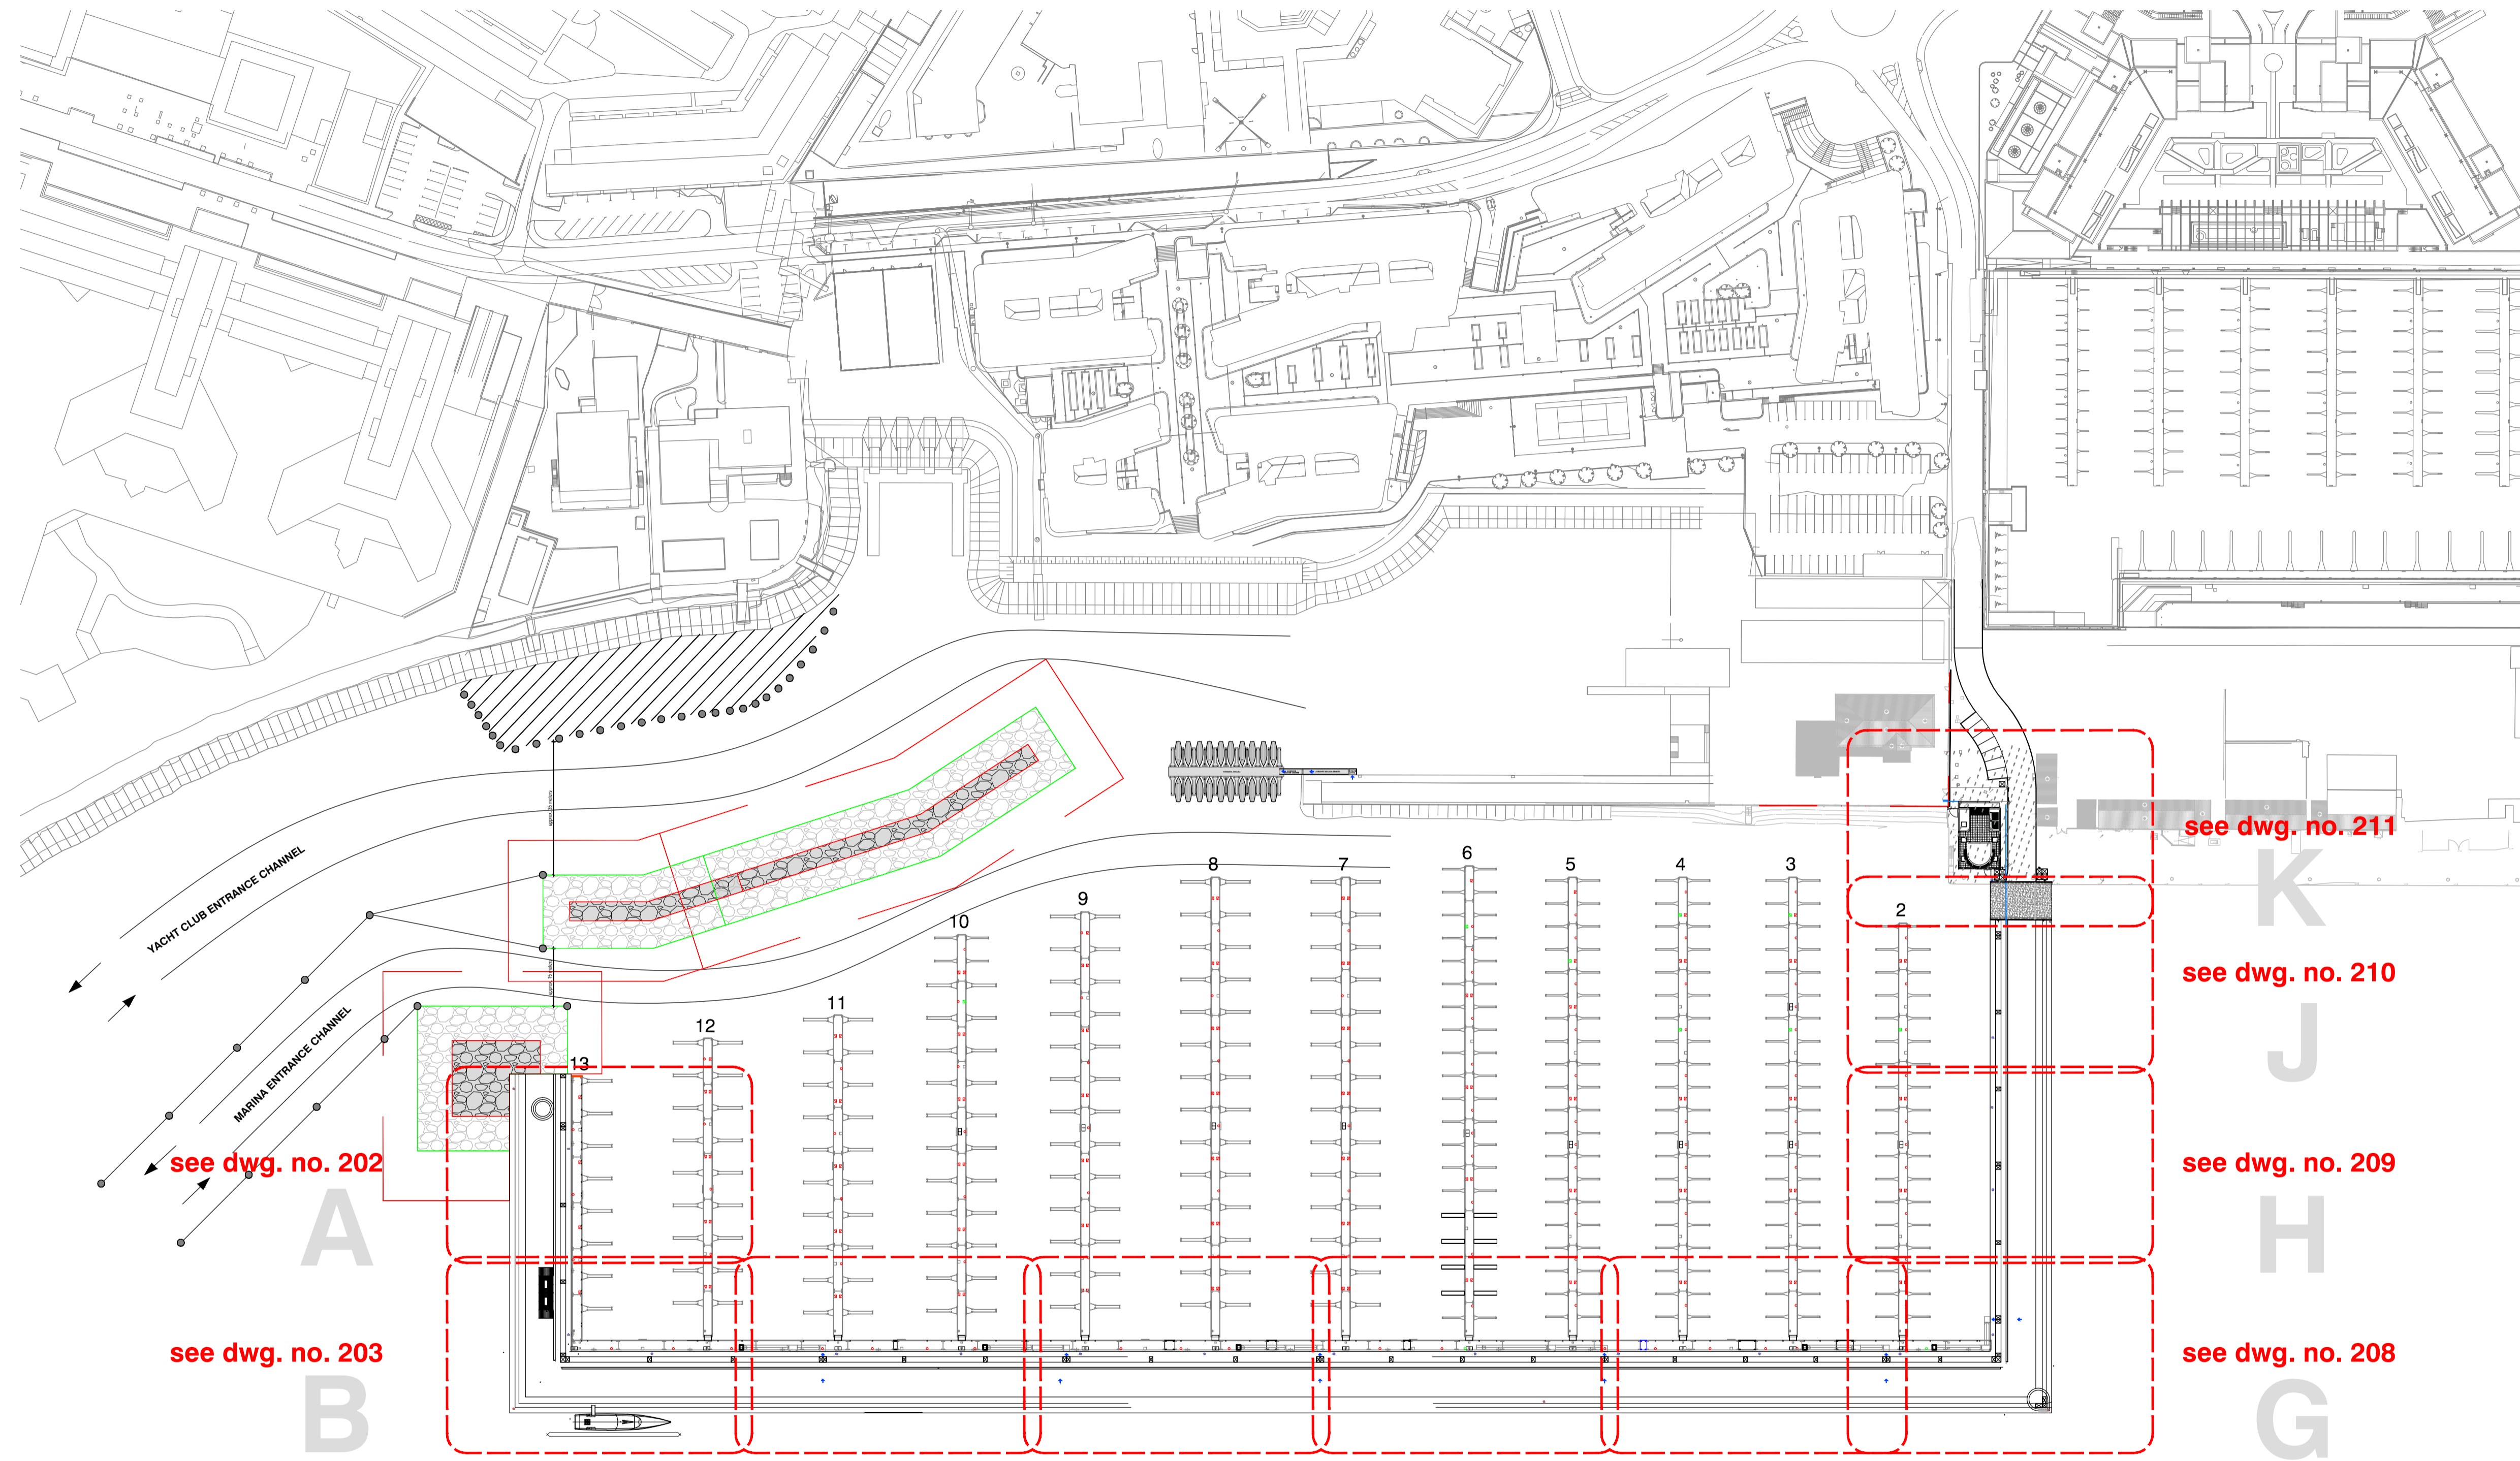 see dwg. no. 211
K
8
7
6
5
4
3
YACHT CLUB ENTRANCE CHANNEL
9
2
10
see dwg. no. 210
J
11
12
MARINA ENTRANCE CHANNEL
13
see dwg. no. 202
A
see dwg. no. 209
H
see dwg. no. 203
B
see dwg. no. 208
G